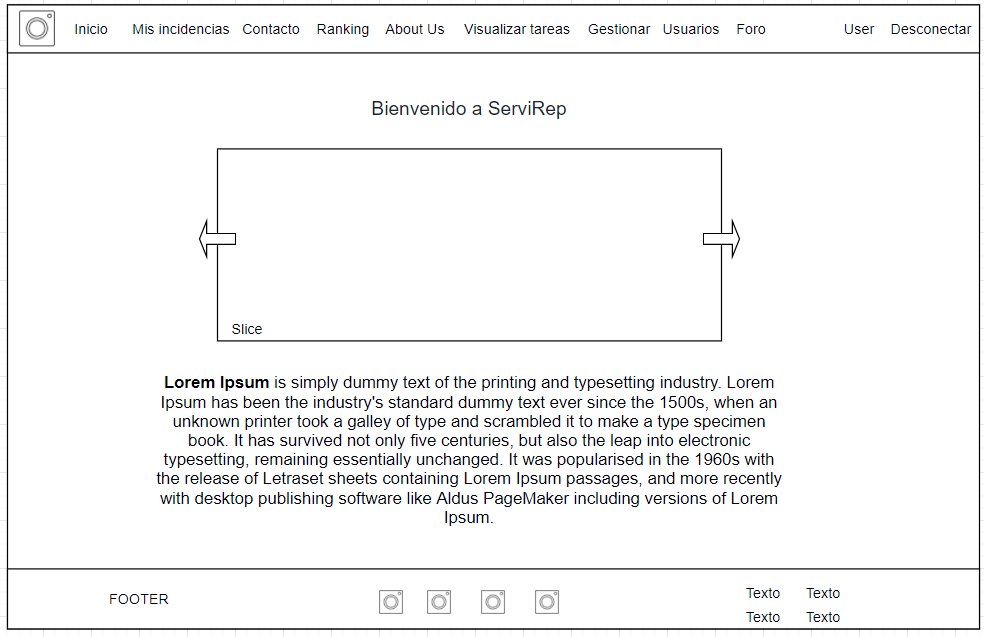 Inicio Mis incidencias Contacto Ranking About Us Visualizar tareas Gestionar Usuarios Foro User Desconectar
Bienvenido a ServiRep
Slice
Lorem Ipsum is simply dummy text of the printing and typesetting industry. Lorem
Ipsum has been the industry's standard dummy text ever since the 1500s, when an
unknown printer took a galley of type and scrambled it to make a type specimen
book. It has survived not only five centuries, but also the leap into electronic
typesetting, remaining essentially unchanged. It was popularised in the 1960s with
the release of Letraset sheets containing Lorem Ipsum passages, and more recently
with desktop publishing software like Aldus PageMaker including versions of Lorem
Ipsum.
FOOTER
Texto Texto
Texto Texto